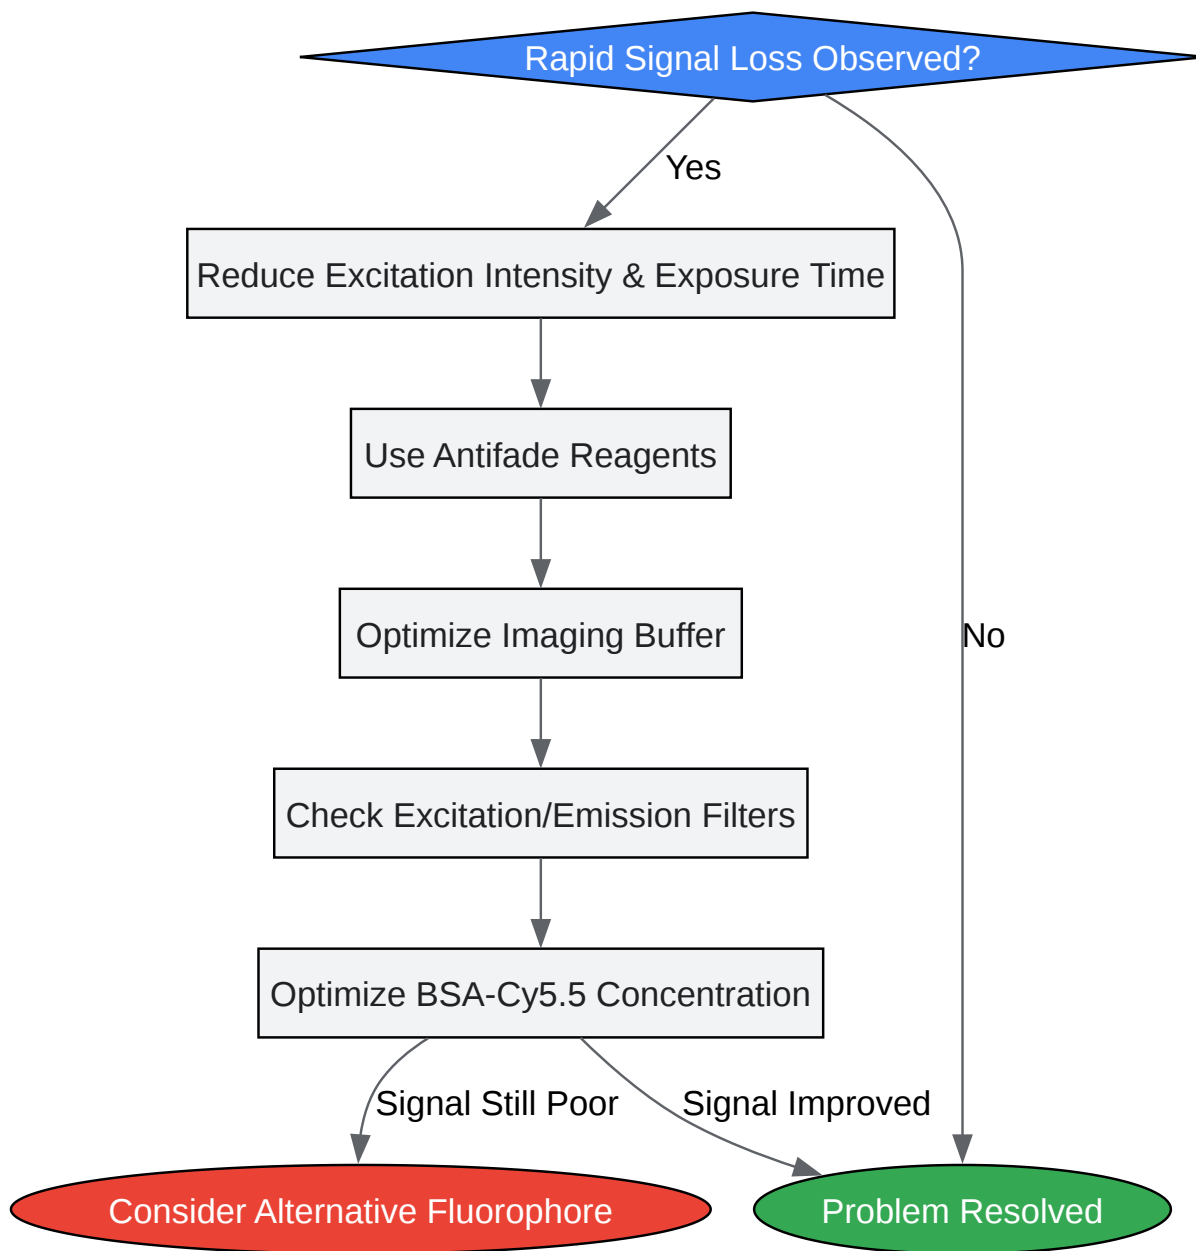 Rapid Signal Loss Observed?
Yes
Reduce Excitation Intensity & Exposure Time
Use Antifade Reagents
Optimize Imaging Buffer
No
Check Excitation/Emission Filters
Optimize BSA-Cy5.5 Concentration
Signal Still Poor
Signal Improved
Consider Alternative Fluorophore
Problem Resolved